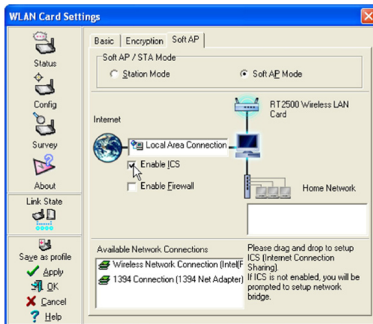 WLAN Card Settings
Basic Encryption Soft AP
Soft AP / STA Mode
Station Mode Soft AP Mode
Status
Config
Survey
About
Link State
Save as profile
Apply
OK
Cancel
Help
RT2500 Wireless LAN
Card
Internet
Local Area Connection
Enable ICS
Enable Firewall
Home Network
Available Network Connections
Wireless Network Connection (Intel(F
1394 Connection (1394 Net Adapter)
Please drag and drop to setup
ICS (Internet Connection
Sharing)
If ICS is not enabled, you will be
prompted to setup network
bridge.